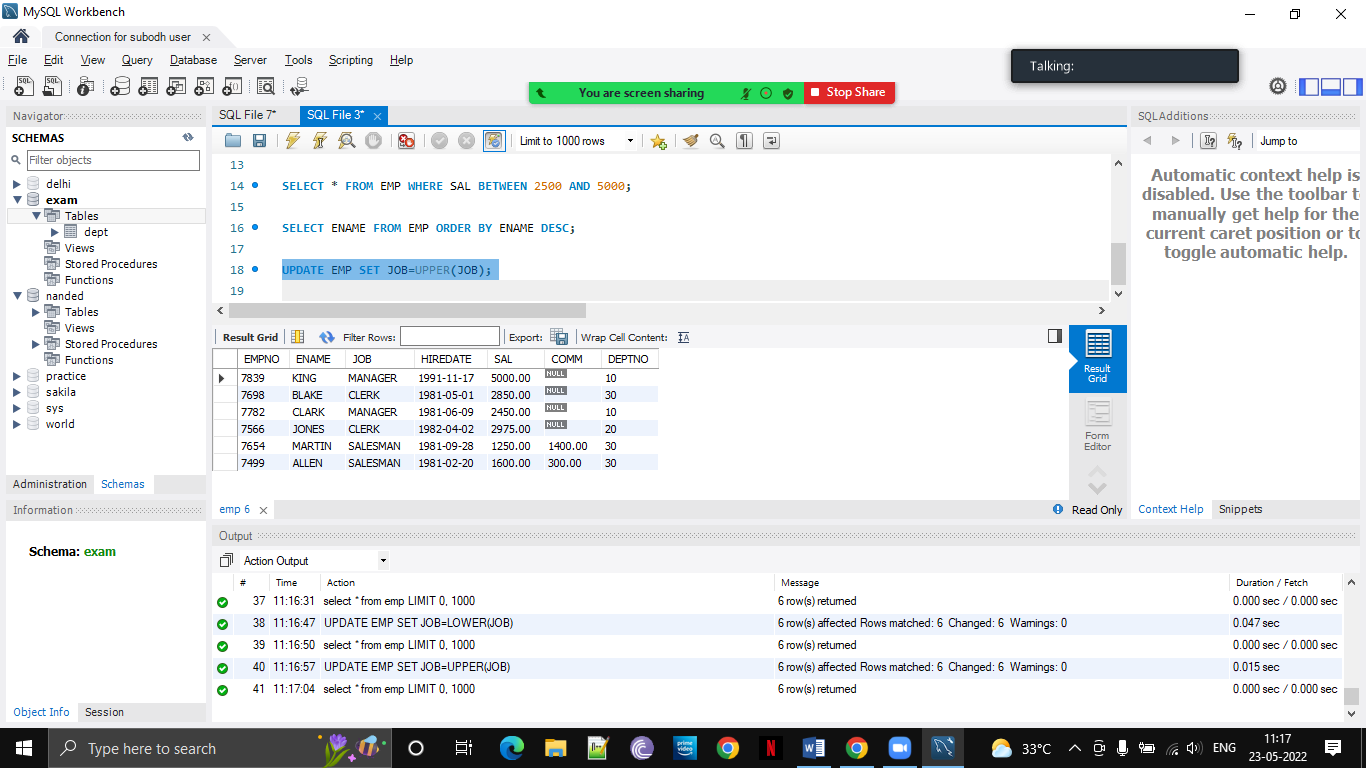 MySQL Workbench
Connection for subodh user
File Edit View Query Database Server Tools Scripting Help
Talking:
You are screen sharing Stop Share
Navigator
SCHEMAS
Filter objects
delhi
exam
Tables
dept
Views
Stored Procedures
Functions
nanded
Tables
Views
Stored Procedures
Functions
practice
sakila
sys
world
Administration Schemas
Information
Schema: exam
Object Info Session
SQL File 7* SQL File 3*
Limit to 1000 rows
13
14 SELECT * FROM EMP WHERE SAL BETWEEN 2500 AND 5000;
15
16 SELECT ENAME FROM EMP ORDER BY ENAME DESC;
17
18 UPDATE EMP SET JOB=UPPER(JOB);
19
Result Grid Filter Rows: Export: Wrap Cell Content:
EMPNO ENAME JOB HIREDATE SAL COMM DEPTNO
7839 KING MANAGER 1991-11-17 5000.00 NULL 10
7698 BLAKE CLERK 1981-05-01 2850.00 NULL 30
7782 CLARK MANAGER 1981-06-09 2450.00 NULL 10
7566 JONES CLERK 1982-04-02 2975.00 NULL 20
7654 MARTIN SALESMAN 1981-09-28 1250.00 1400.00 30
7499 ALLEN SALESMAN 1981-02-20 1600.00 300.00 30
Result
Grid
Form
Editor
emp 6
Read Only
SQLAdditions
Jump to
Automatic context help is
disabled. Use the toolbar t
manually get help for the
current caret position or to
toggle automatic help.
Context Help Snippets
Output
Action Output
# Time Action Message Duration / Fetch
37 11:16:31 select * from emp LIMIT 0, 1000 6 row(s) returned 0.000 sec / 0.000 sec
38 11:16:47 UPDATE EMP SET JOB=LOWER(JOB) 6 row(s) affected Rows matched: 6 Changed: 6 Warnings: 0 0.047 sec
39 11:16:50 select * from emp LIMIT 0, 1000 6 row(s) returned 0.000 sec / 0.000 sec
40 11:16:57 UPDATE EMP SET JOB=UPPER(JOB) 6 row(s) affected Rows matched: 6 Changed: 6 Warnings: 0 0.015 sec
41 11:17:04 select * from emp LIMIT 0, 1000 6 row(s) returned 0.000 sec / 0.000 sec
Type here to search
prime video
33°C
ENG
11:17
23-05-2022